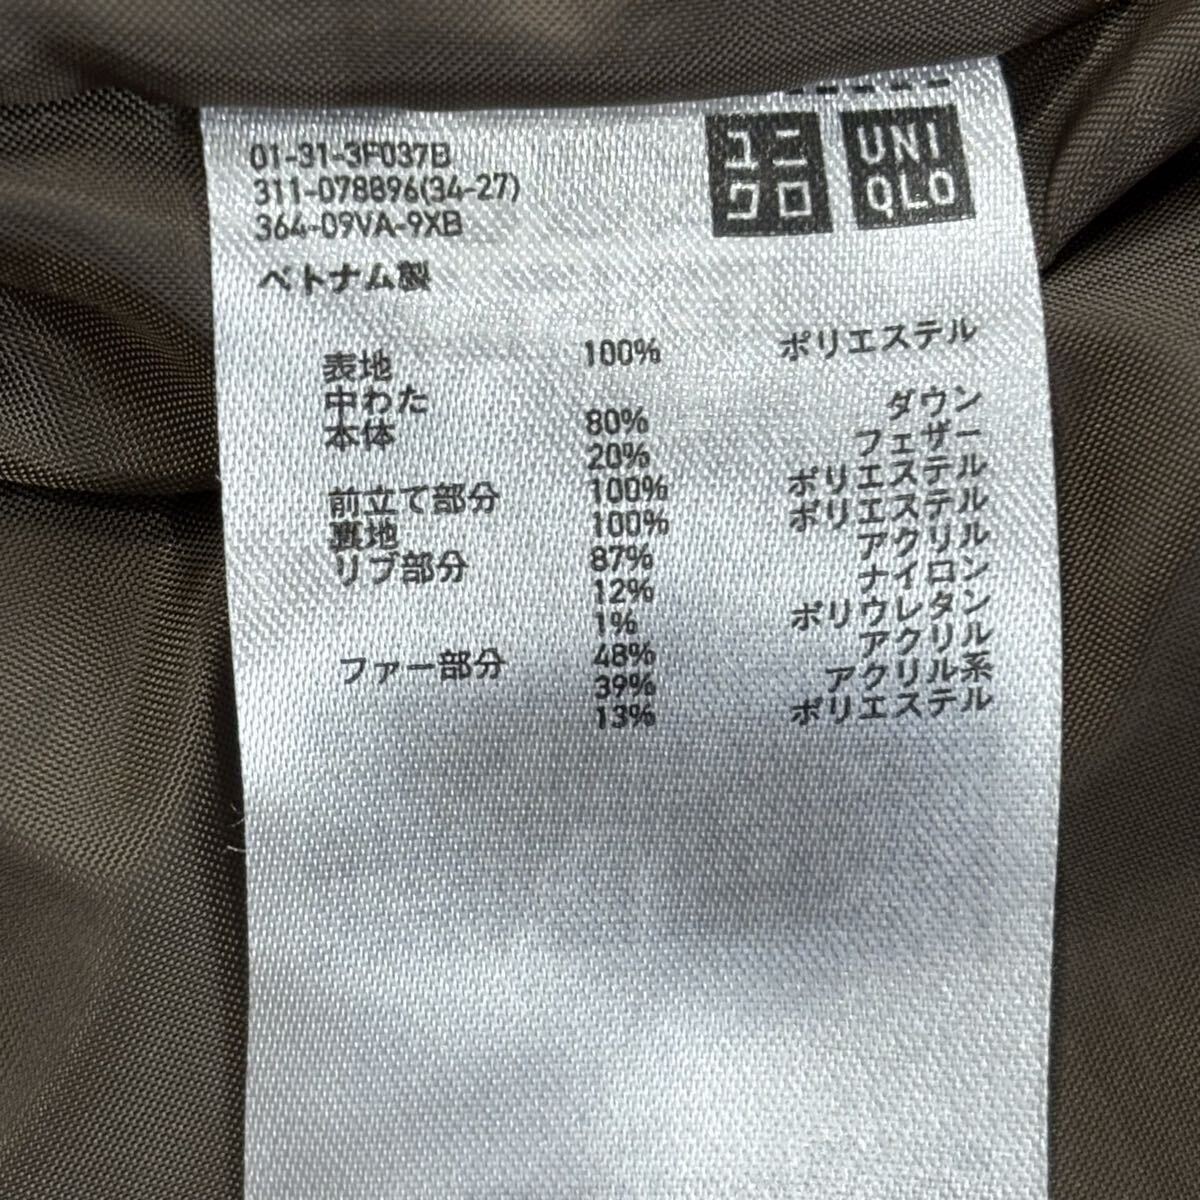 01-31-3F037B
311-078896(34-27)
364-09VA-9XB
ユニ
クロ
UNI
QLO
ベトナム製
表地 100% ポリエステル
中わた
本体 80% ダウン
20% フェザー
前立て部分 100% ポリエステル
裏地 100% ポリエステル
リブ部分 87% アクリル
12% ナイロン
1% ポリウレタン
ファー部分 48% アクリル
39% アクリル系
13% ポリエステル